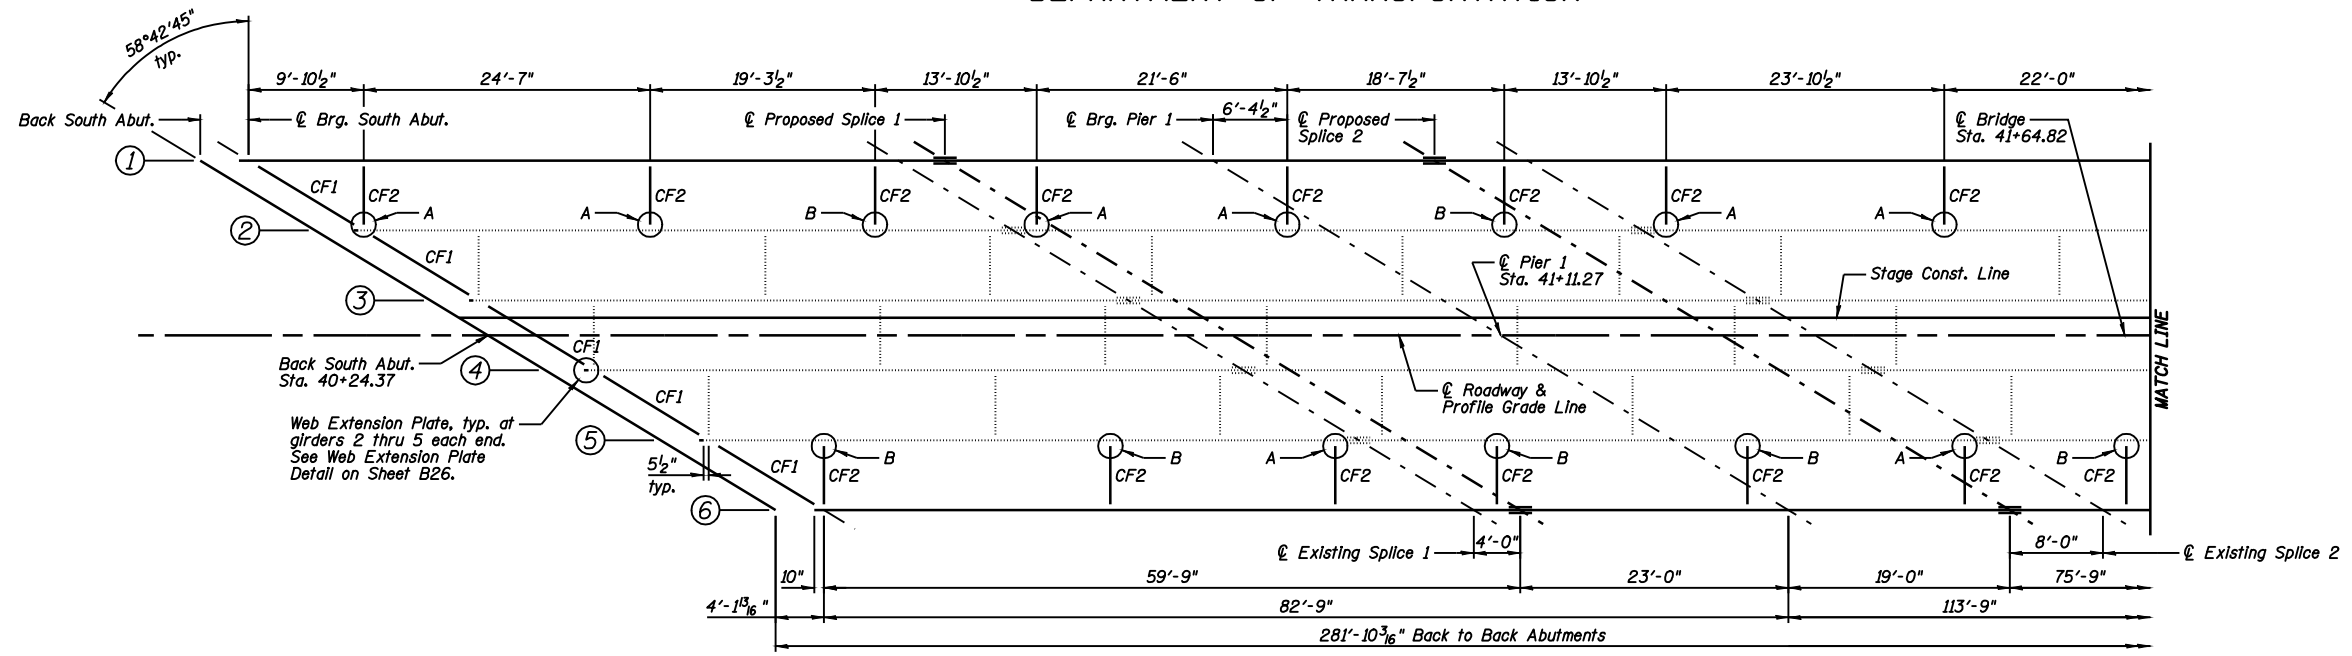 DEPARTMENT OF TRANSPORTATION
58°42'45"
typ.
9'-10½"
24'-7"
19'-3½"
13'-10½"
21'-6"
18'-7½"
13'-10½"
23'-10½"
22'-0"
Back South Abut.
℄ Brg. South Abut.
℄ Proposed Splice 1
℄ Brg. Pier 1
6'-4½"
℄ Proposed
Splice 2
℄ Bridge
Sta. 41+64.82
1
CF1
CF2
CF2
CF2
CF2
CF2
CF2
CF2
CF2
A
A
B
A
A
B
A
A
2
CF1
℄ Pier 1
Sta. 41+11.27
Stage Const. Line
3
CF1
Back South Abut.
Sta. 40+24.37
4
MATCH LINE
CF1
℄ Roadway &
Profile Grade Line
Web Extension Plate, typ. at
girders 2 thru 5 each end.
See Web Extension Plate
Detail on Sheet B26.
5
5½"
typ.
CF1
B
B
A
B
B
A
B
CF2
CF2
CF2
CF2
CF2
CF2
CF2
6
℄ Existing Splice 1
4'-0"
8'-0"
℄ Existing Splice 2
10"
59'-9"
23'-0"
19'-0"
75'-9"
4'-1 13/16"
82'-9"
113'-9"
281'-10 3/16" Back to Back Abutments